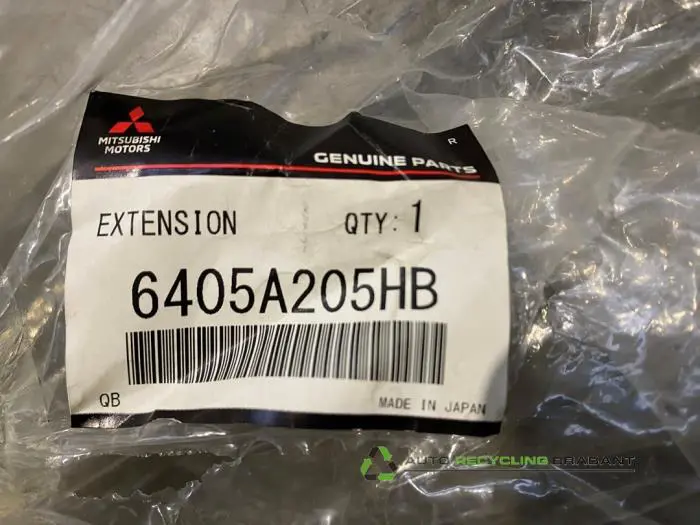 MITSUBISHI
MOTORS
R
GENUINE PARTS
EXTENSION QTY: 1
6405A205HB
QB MADE IN JAPAN
AUTO RECYCLING BRABANT